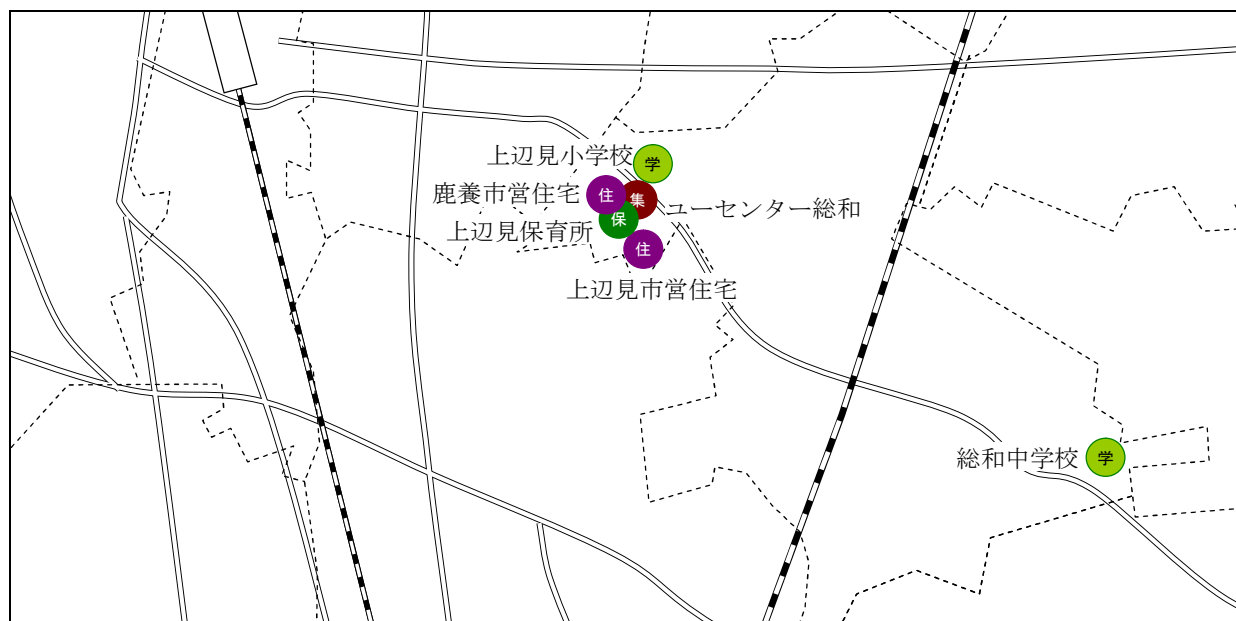 上辺見小学校
学
鹿養市営住宅
住
集
ユーセンター総和
保
上辺見保育所
住
上辺見市営住宅
総和中学校
学